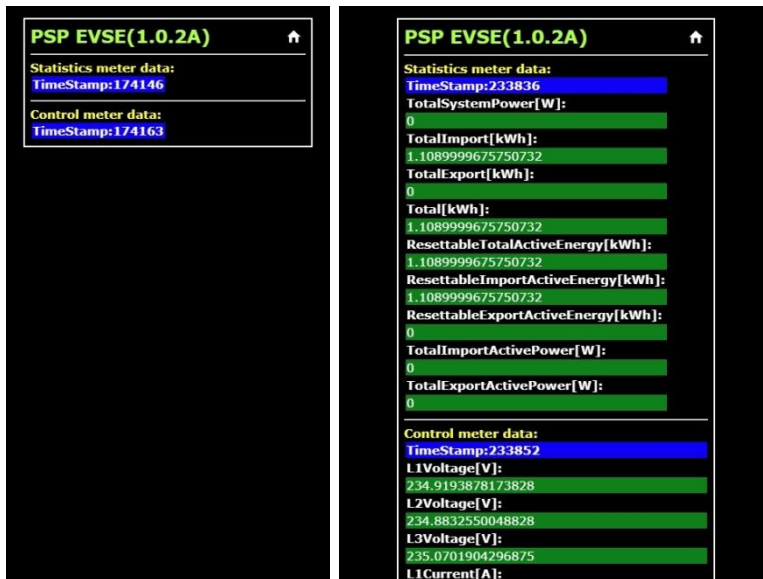 PSP EVSE(1.0.2A)
Statistics meter data:
TimeStamp:174146
Control meter data:
TimeStamp:174163
PSP EVSE(1.0.2A)
Statistics meter data:
TimeStamp:233836
TotalSystemPower[W]:
0
TotalImport[kWh]:
1.1089999675750732
TotalExport[kWh]:
0
Total[kWh]:
1.1089999675750732
ResettableTotalActiveEnergy[kWh]:
1.1089999675750732
ResettableImportActiveEnergy[kWh]:
1.1089999675750732
ResettableExportActiveEnergy[kWh]:
0
TotalImportActivePower[W]:
0
TotalExportActivePower[W]:
0
Control meter data:
TimeStamp:233852
L1Voltage[V]:
234.9193878173828
L2Voltage[V]:
234.8832550048828
L3Voltage[V]:
235.0701904296875
L1Current[A]: